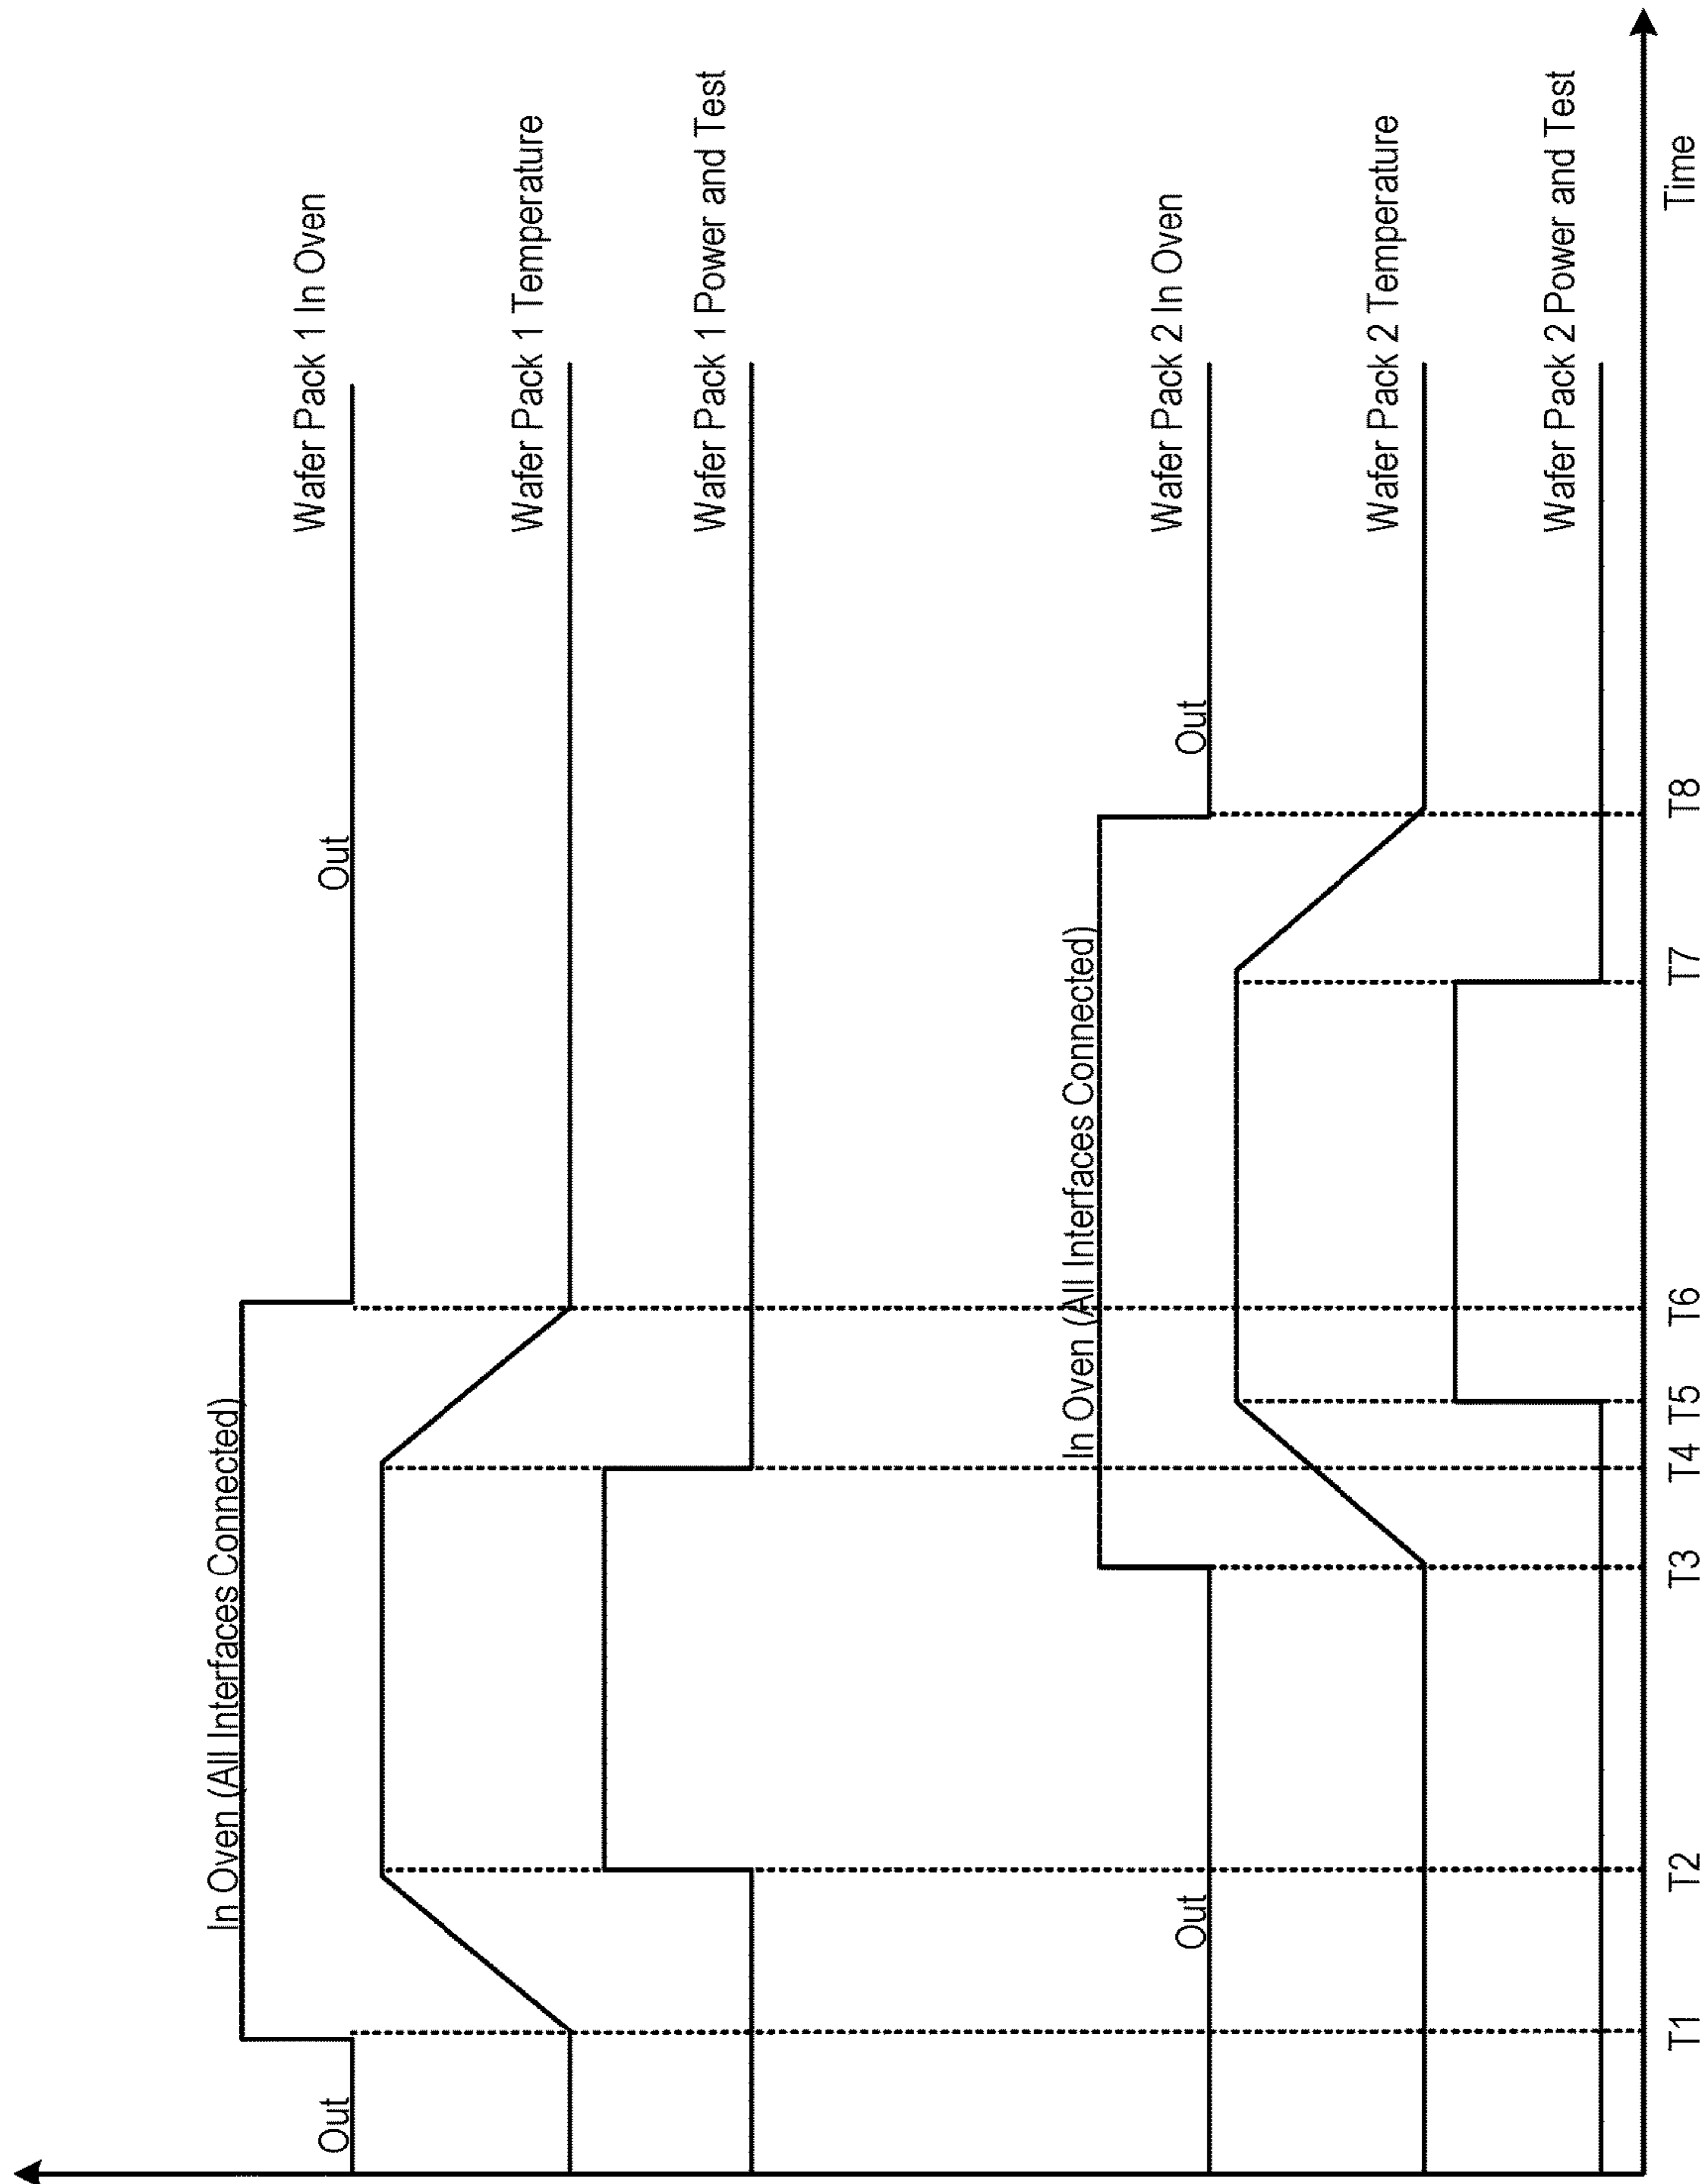 In Oven (All Interfaces Connected)
Out
Out
Wafer Pack 1 In Oven
Wafer Pack 1 Temperature
Wafer Pack 1 Power and Test
In Oven (All Interfaces Connected)
Out
Out
Wafer Pack 2 In Oven
Wafer Pack 2 Temperature
Wafer Pack 2 Power and Test
T1
T2
T3
T4
T5
T6
T7
T8
Time